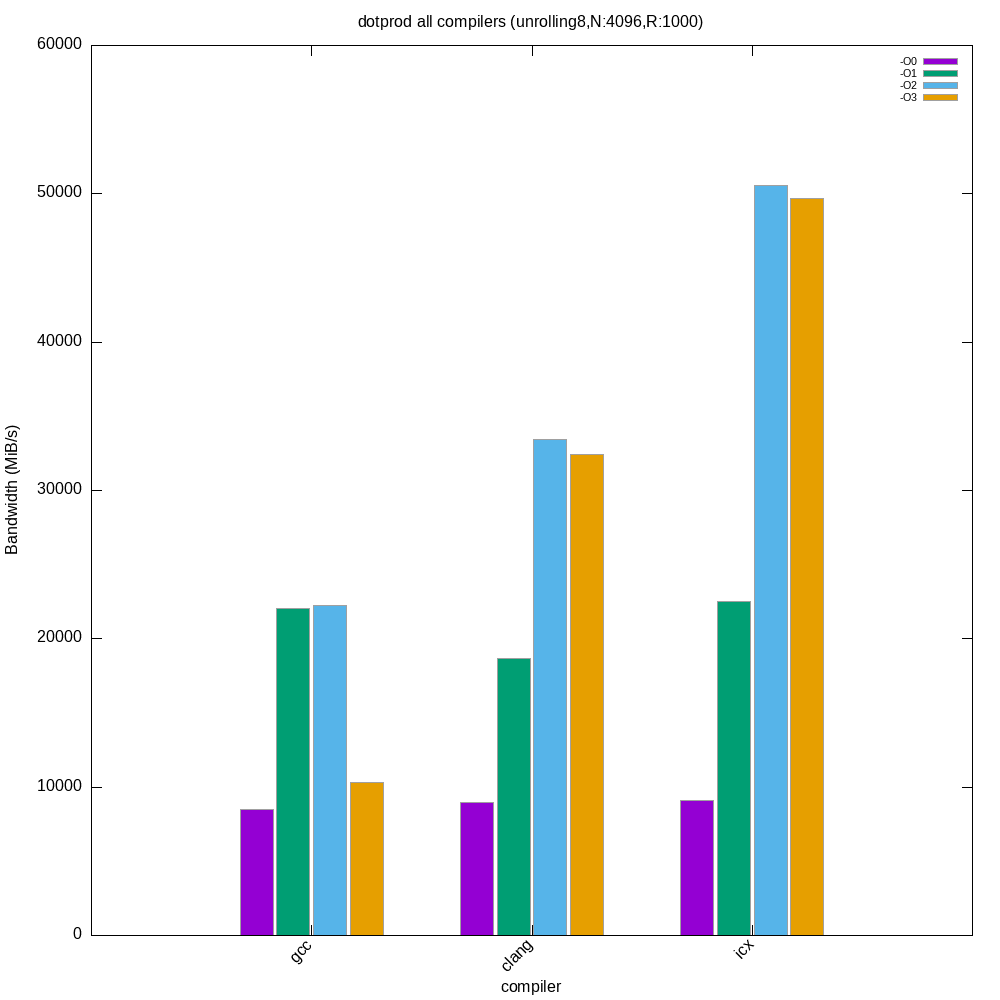 dotprod all compilers (unrolling8,N:4096,R:1000)
60000
50000
40000
30000
20000
10000
0
-O0
-O1
-O2
-O3
Bandwidth (MiB/s)
gcc
clang
icx
compiler